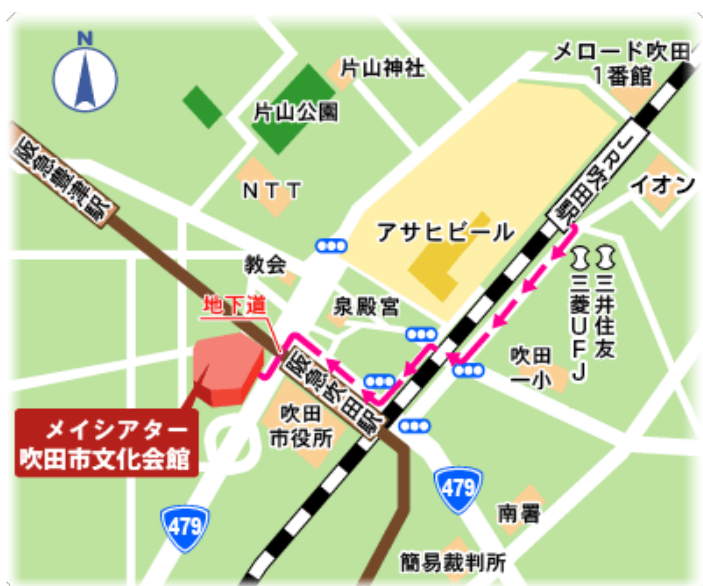 N
メロード吹田
1番館
片山神社
片山公園
JR吹田駅
阪急豊津駅
NTT
イオン
アサヒビール
教会
地下道
泉殿宮
三井住友
三菱UFJ
吹田
一小
阪急吹田駅
メイシアター
吹田市文化会館
吹田
市役所
479
479
南署
簡易裁判所